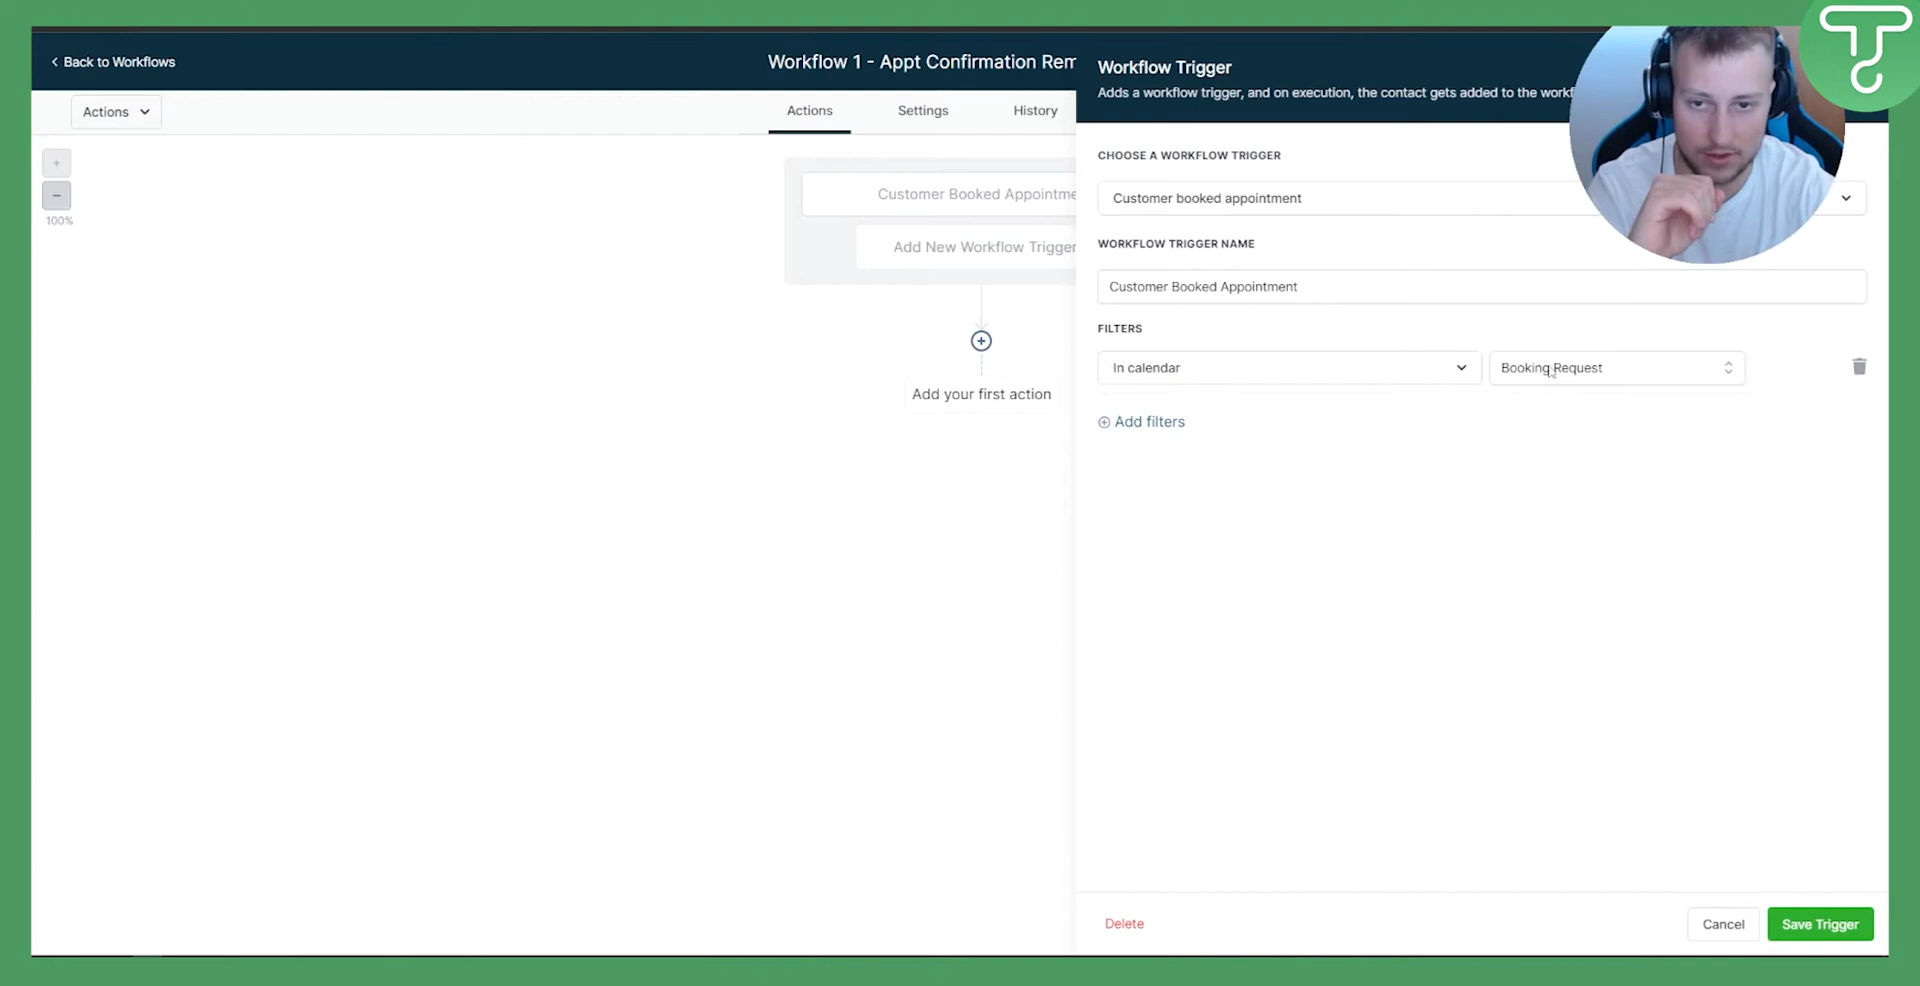 Back to Workflows
Workflow 1 - Appt Confirmation Rem
Actions
Actions
Settings
History
+
−
100%
Customer Booked Appointme
Add New Workflow Trigger
Add your first action
Workflow Trigger
Adds a workflow trigger, and on execution, the contact gets added to the workf
CHOOSE A WORKFLOW TRIGGER
Customer booked appointment
WORKFLOW TRIGGER NAME
Customer Booked Appointment
FILTERS
In calendar
Booking Request
Add filters
Delete
Cancel
Save Trigger